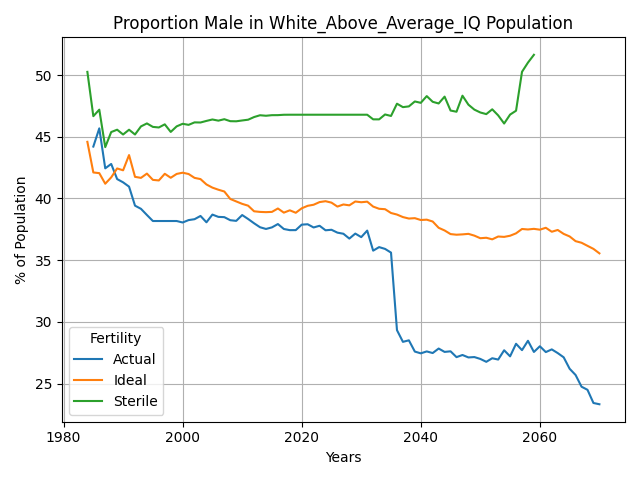 Proportion Male in White_Above_Average_IQ Population
% of Population
50
45
40
35
30
25
Fertility
Actual
Ideal
Sterile
1980
2000
2020
2040
2060
Years